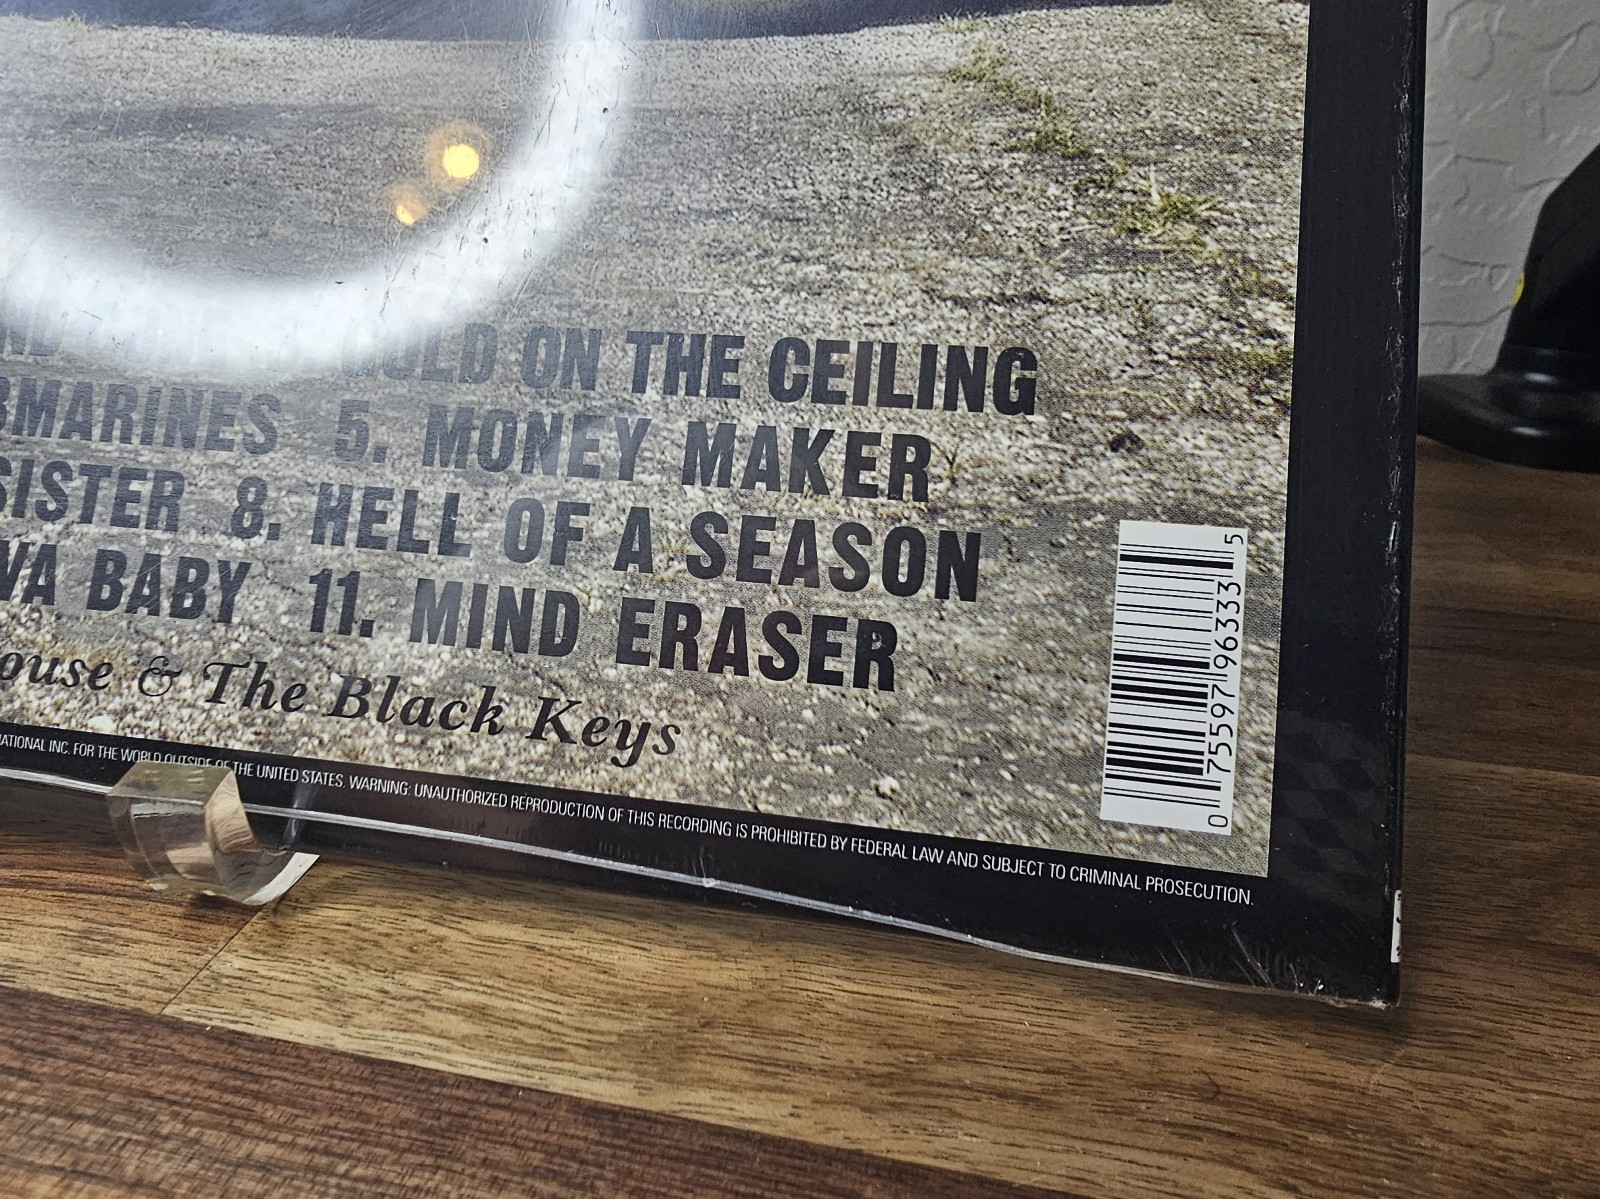 GOLD ON THE CEILING
BMARINES 5. MONEY MAKER
SISTER 8. HELL OF A SEASON
VA BABY 11. MIND ERASER
ouse & The Black Keys
ATIONAL INC. FOR THE WORLD OUTSIDE OF THE UNITED STATES. WARNING: UNAUTHORIZED REPRODUCTION OF THIS RECORDING IS PROHIBITED BY FEDERAL LAW AND SUBJECT TO CRIMINAL PROSECUTION.
0 75597 96333 5